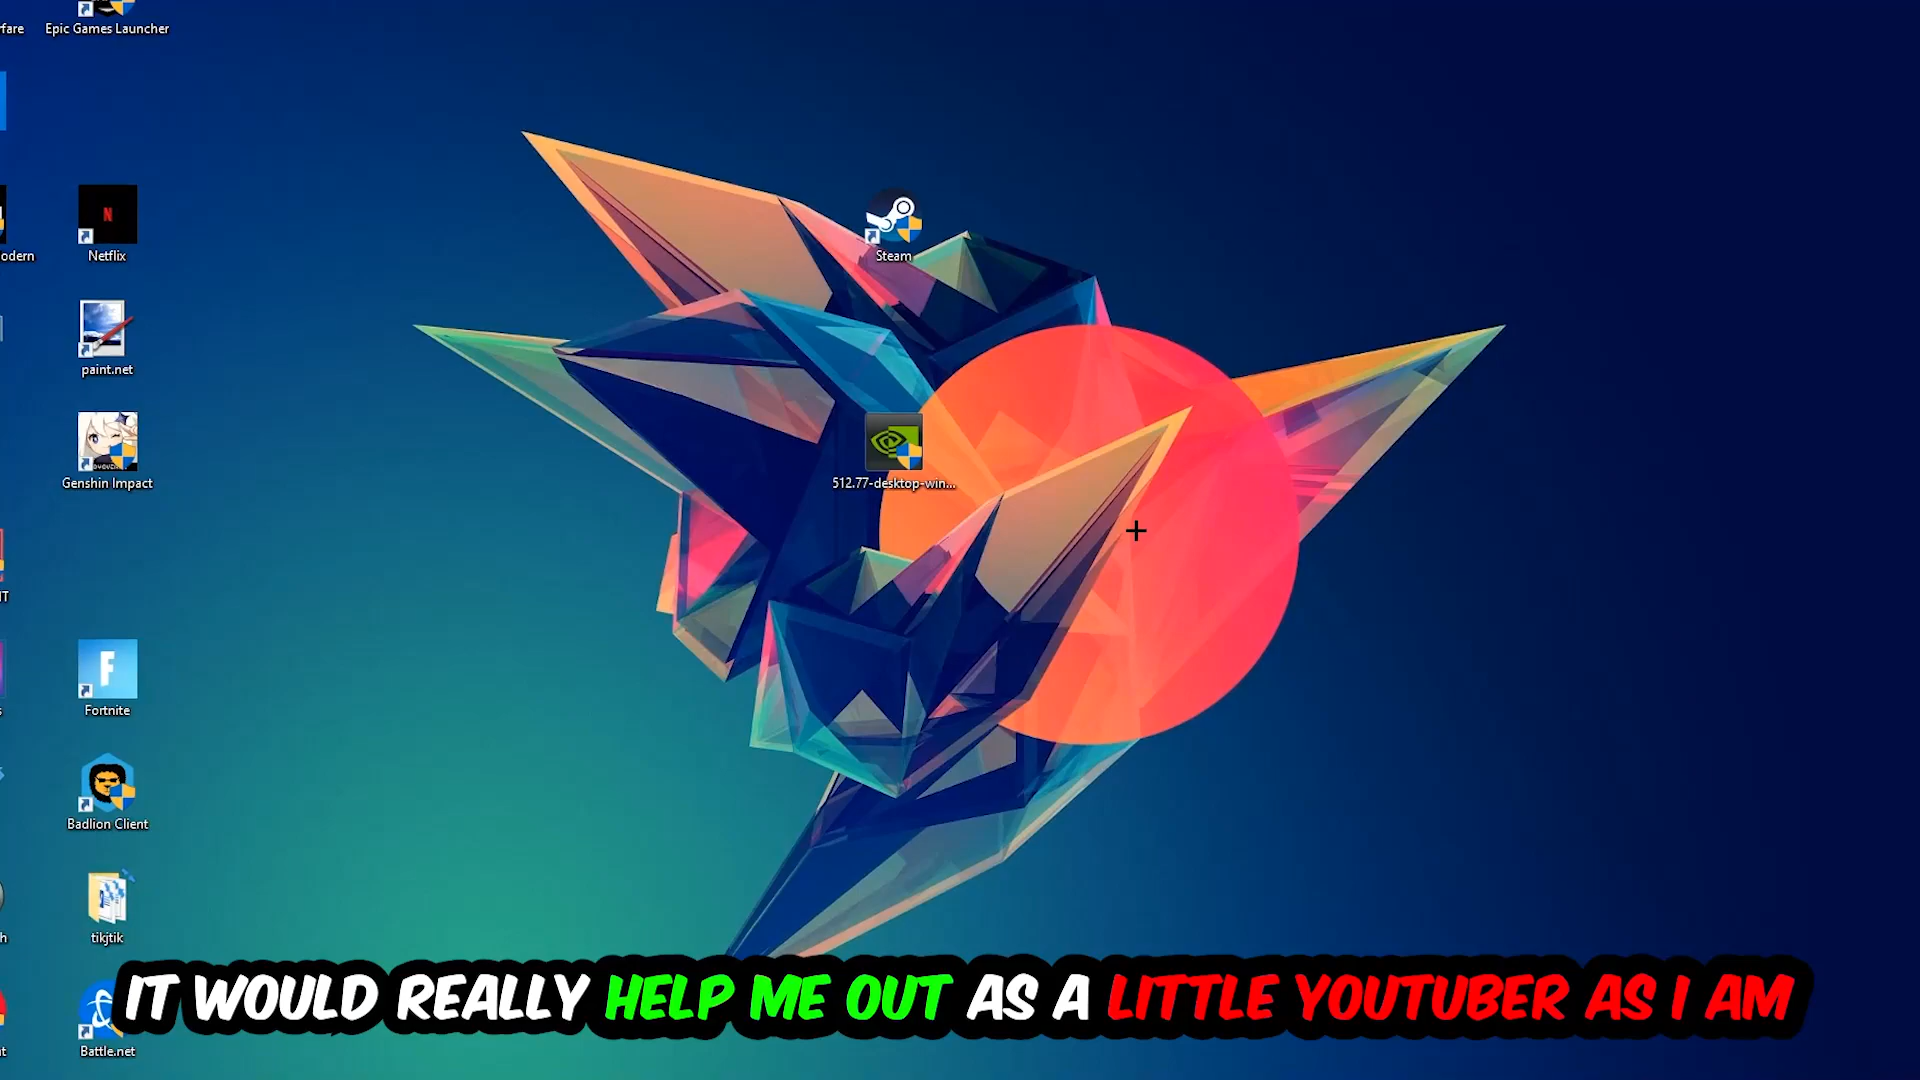 fare
Epic Games Launcher
odern
N
Netflix
Steam
paint.net
Genshin Impact
512.77-desktop-win...
IT
F
Fortnite
s
Badlion Client
h
tikjtik
IT WOULD REALLY HELP ME OUT AS A LITTLE YOUTUBER AS I AM
Battle.net